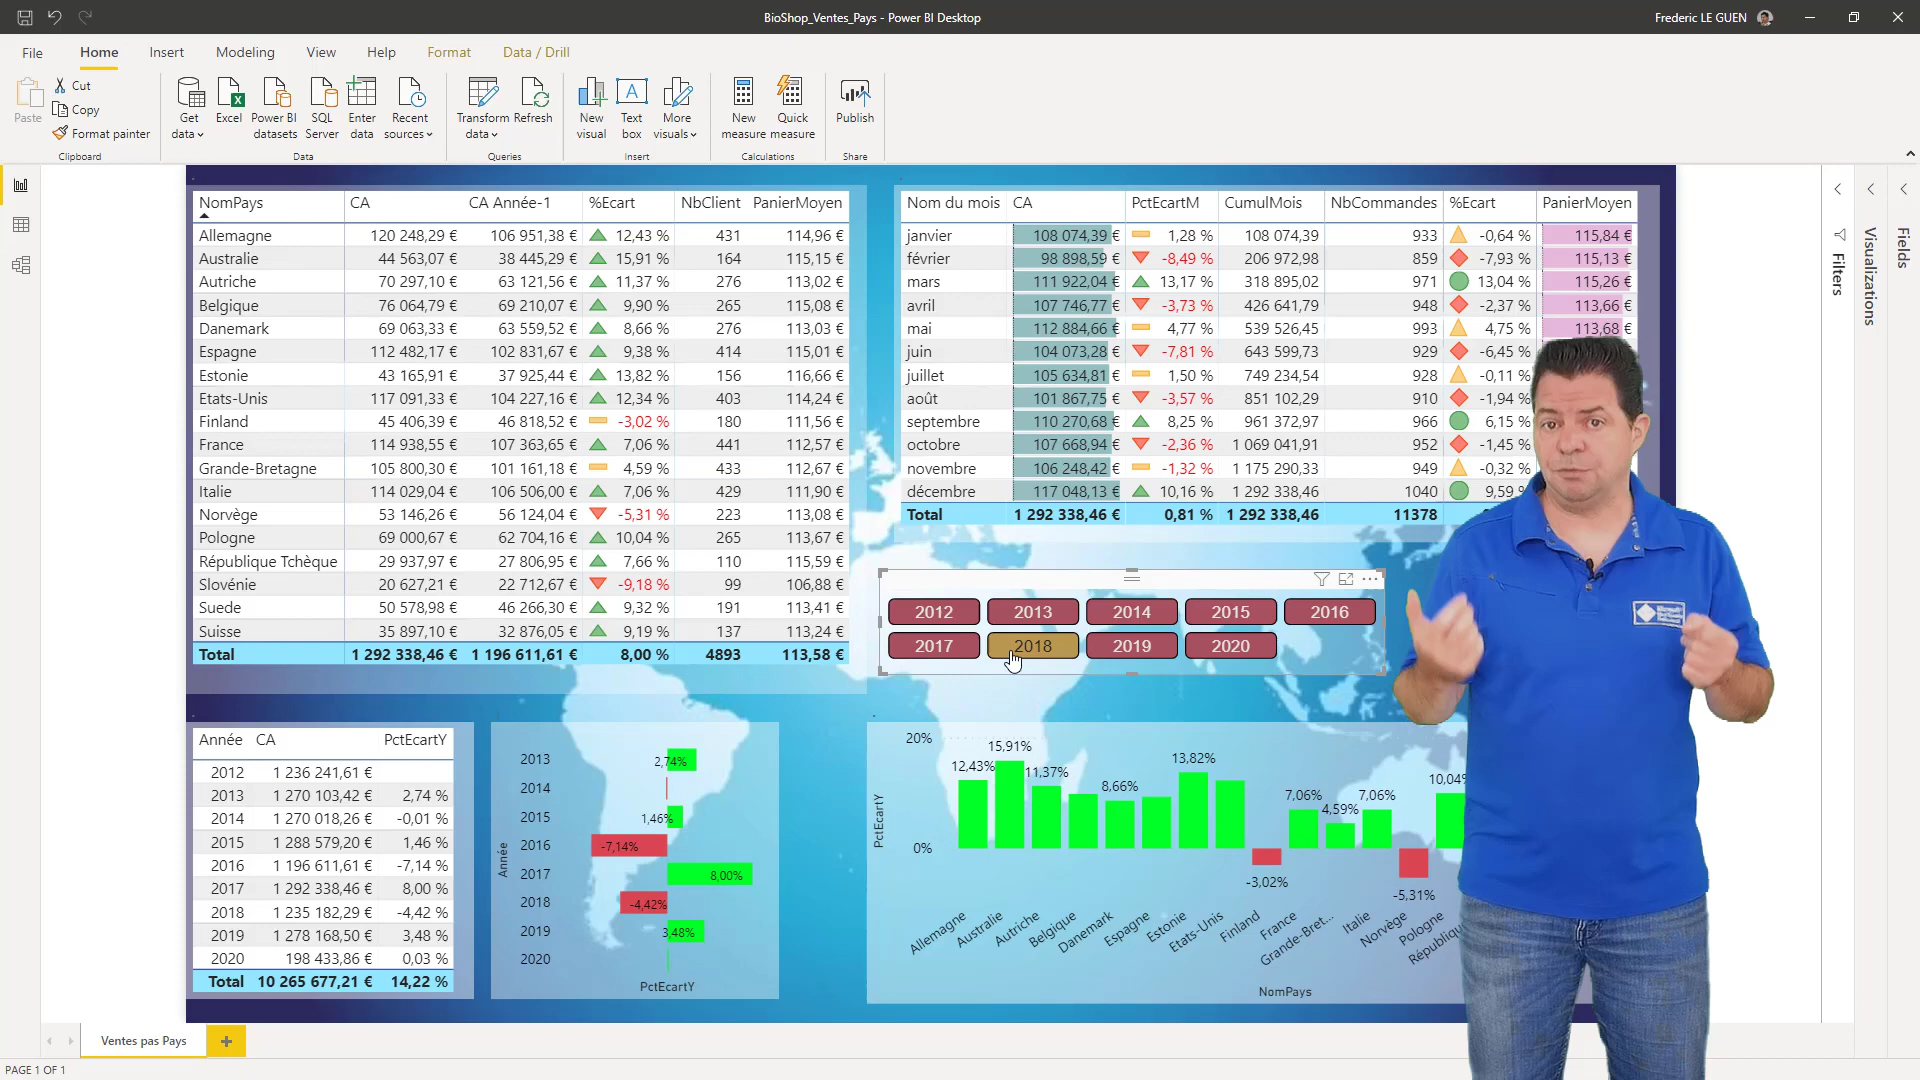 BioShop_Ventes_Pays - Power BI Desktop
Frederic LE GUEN
File Home Insert Modeling View Help Format Data / Drill
Paste
Cut
Copy
Format painter
Get data
Excel
Power BI datasets
SQL Server
Enter data
Recent sources
Transform data
Refresh
New visual
Text box
More visuals
New measure
Quick measure
Publish
Clipboard Data Queries Insert Calculations Share
NomPays CA CA Année-1 %Ecart NbClient PanierMoyen
Allemagne 120 248,29 € 106 951,38 € 12,43 % 431 114,96 €
Australie 44 563,07 € 38 445,29 € 15,91 % 164 115,15 €
Autriche 70 297,10 € 63 121,56 € 11,37 % 276 113,02 €
Belgique 76 064,79 € 69 210,07 € 9,90 % 265 115,08 €
Danemark 69 063,33 € 63 559,52 € 8,66 % 276 113,03 €
Espagne 112 482,17 € 102 831,67 € 9,38 % 414 115,01 €
Estonie 43 165,91 € 37 925,44 € 13,82 % 156 116,66 €
Etats-Unis 117 091,33 € 104 227,16 € 12,34 % 403 114,24 €
Finland 45 406,39 € 46 818,52 € -3,02 % 180 111,56 €
France 114 938,55 € 107 363,65 € 7,06 % 441 112,57 €
Grande-Bretagne 105 800,30 € 101 161,18 € 4,59 % 433 112,67 €
Italie 114 029,04 € 106 506,00 € 7,06 % 429 111,90 €
Norvège 53 146,26 € 56 124,04 € -5,31 % 223 113,08 €
Pologne 69 000,67 € 62 704,16 € 10,04 % 265 113,67 €
République Tchèque 29 937,97 € 27 806,95 € 7,66 % 110 115,59 €
Slovénie 20 627,21 € 22 712,67 € -9,18 % 99 106,88 €
Suede 50 578,98 € 46 266,30 € 9,32 % 191 113,41 €
Suisse 35 897,10 € 32 876,05 € 9,19 % 137 113,24 €
Total 1 292 338,46 € 1 196 611,61 € 8,00 % 4893 113,58 €
Nom du mois CA PctEcartM CumulMois NbCommandes %Ecart PanierMoyen
janvier 108 074,39 € 1,28 % 108 074,39 933 -0,64 % 115,84 €
février 98 898,59 € -8,49 % 206 972,98 859 -7,93 % 115,13 €
mars 111 922,04 € 13,17 % 318 895,02 971 13,04 % 115,26 €
avril 107 746,77 € -3,73 % 426 641,79 948 -2,37 % 113,66 €
mai 112 884,66 € 4,77 % 539 526,45 993 4,75 % 113,68 €
juin 104 073,28 € -7,81 % 643 599,73 929 -6,45 %
juillet 105 634,81 € 1,50 % 749 234,54 928 -0,11 %
août 101 867,75 € -3,57 % 851 102,29 910 -1,94 %
septembre 110 270,68 € 8,25 % 961 372,97 966 6,15 %
octobre 107 668,94 € -2,36 % 1 069 041,91 952 -1,45 %
novembre 106 248,42 € -1,32 % 1 175 290,33 949 -0,32 %
décembre 117 048,13 € 10,16 % 1 292 338,46 1040 9,59 %
Total 1 292 338,46 € 0,81 % 1 292 338,46 11378
2012 2013 2014 2015 2016
2017 2018 2019 2020
Année CA PctEcartY
2012 1 236 241,61 €
2013 1 270 103,42 € 2,74 %
2014 1 270 018,26 € -0,01 %
2015 1 288 579,20 € 1,46 %
2016 1 196 611,61 € -7,14 %
2017 1 292 338,46 € 8,00 %
2018 1 235 182,29 € -4,42 %
2019 1 278 168,50 € 3,48 %
2020 198 433,86 € 0,03 %
Total 10 265 677,21 € 14,22 %
Année
2013 2,74%
2014
2015 1,46%
2016 -7,14%
2017 8,00%
2018 -4,42%
2019 3,48%
2020
PctEcartY
PctEcartY
20%
0%
12,43% 15,91% 11,37% 8,66% 13,82% -3,02% 7,06% 4,59% 7,06% -5,31% 10,04%
Allemagne Australie Autriche Belgique Danemark Espagne Estonie Etats-Unis Finland France Grande-Bret... Italie Norvège Pologne Républiqu
NomPays
Filters
Visualizations
Fields
Ventes pas Pays
PAGE 1 OF 1